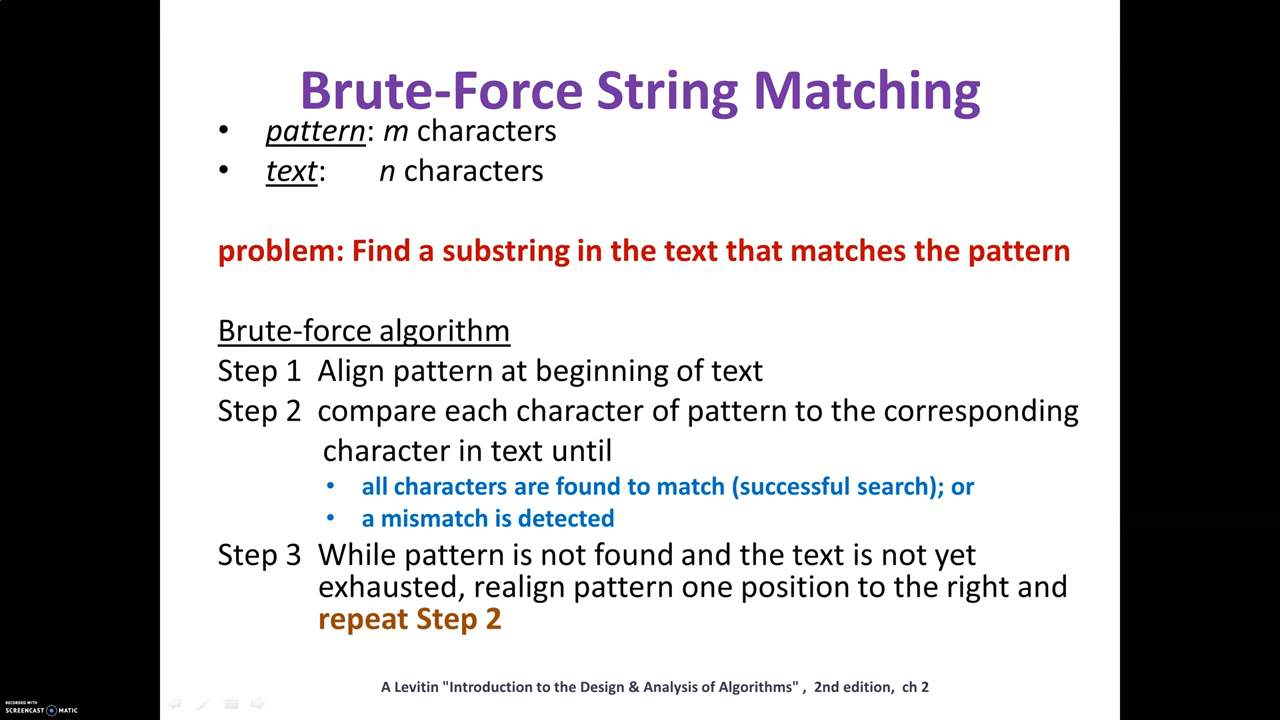 Brute-Force String Matching
• pattern: m characters
• text: n characters
problem: Find a substring in the text that matches the pattern
Brute-force algorithm
Step 1 Align pattern at beginning of text
Step 2 compare each character of pattern to the corresponding
character in text until
• all characters are found to match (successful search); or
• a mismatch is detected
Step 3 While pattern is not found and the text is not yet
exhausted, realign pattern one position to the right and
repeat Step 2
A Levitin "Introduction to the Design & Analysis of Algorithms" , 2nd edition, ch 2
RECORDED WITH
SCREENCAST MATIC